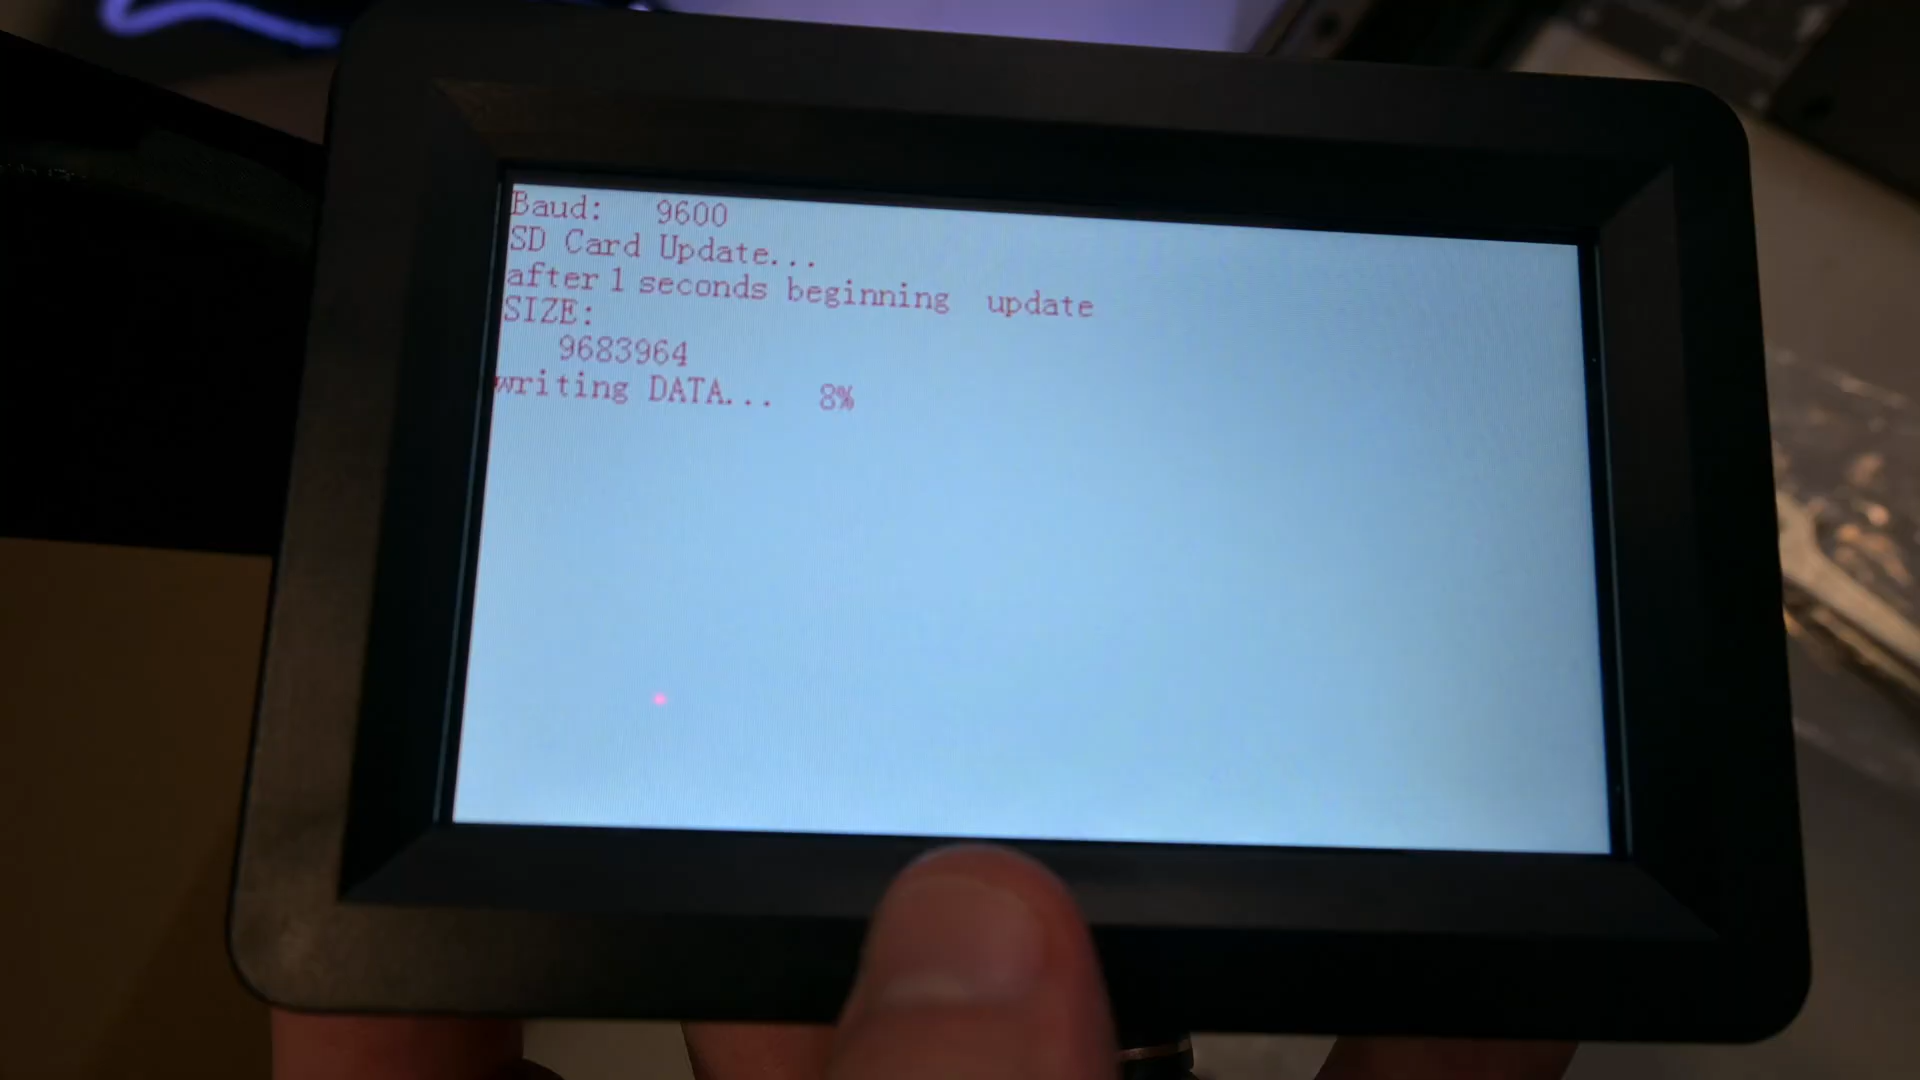 Baud: 9600
SD Card Update...
after 1 seconds beginning update
SIZE:
9683964
writing DATA... 8%